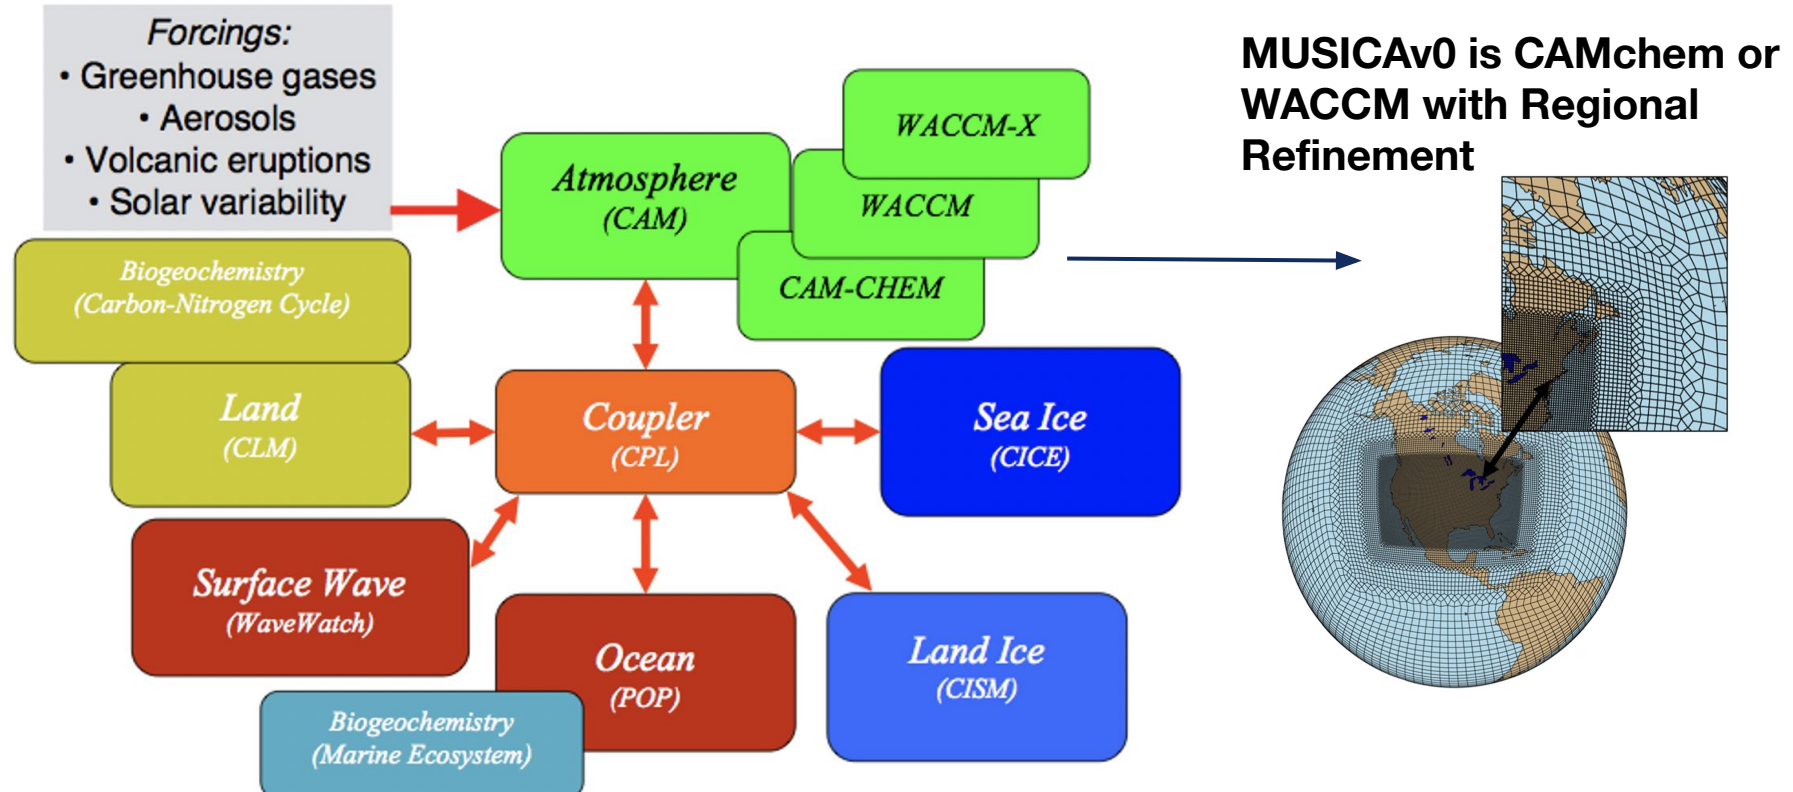 Forcings:
• Greenhouse gases
• Aerosols
• Volcanic eruptions
• Solar variability
MUSICAv0 is CAMchem or
WACCM with Regional
Refinement
WACCM-X
Atmosphere
(CAM)
WACCM
CAM-CHEM
Biogeochemistry
(Carbon-Nitrogen Cycle)
Land
(CLM)
Coupler
(CPL)
Sea Ice
(CICE)
Surface Wave
(WaveWatch)
Ocean
(POP)
Land Ice
(CISM)
Biogeochemistry
(Marine Ecosystem)